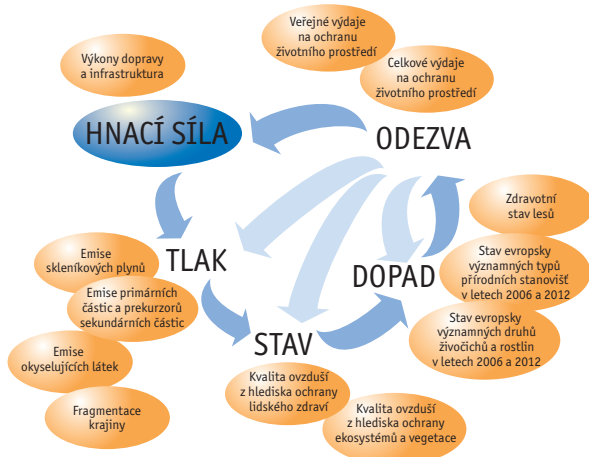 Veřejné výdaje
na ochranu
životního prostředí
Výkony dopravy
a infrastruktura
Celkové výdaje
na ochranu
životního prostředí
HNACÍ SÍLA
ODEZVA
Zdravotní
stav lesů
Emise
skleníkových plynů
TLAK
DOPAD
Stav evropsky
významných typů
přírodních stanovišť
v letech 2006 a 2012
Emise primárních
částic a prekurzorů
sekundárních částic
Stav evropsky
významných druhů
živočichů a rostlin
v letech 2006 a 2012
STAV
Emise
okyselujících látek
Kvalita ovzduší
z hlediska ochrany
lidského zdraví
Fragmentace
krajiny
Kvalita ovzduší
z hlediska ochrany
ekosystémů a vegetace